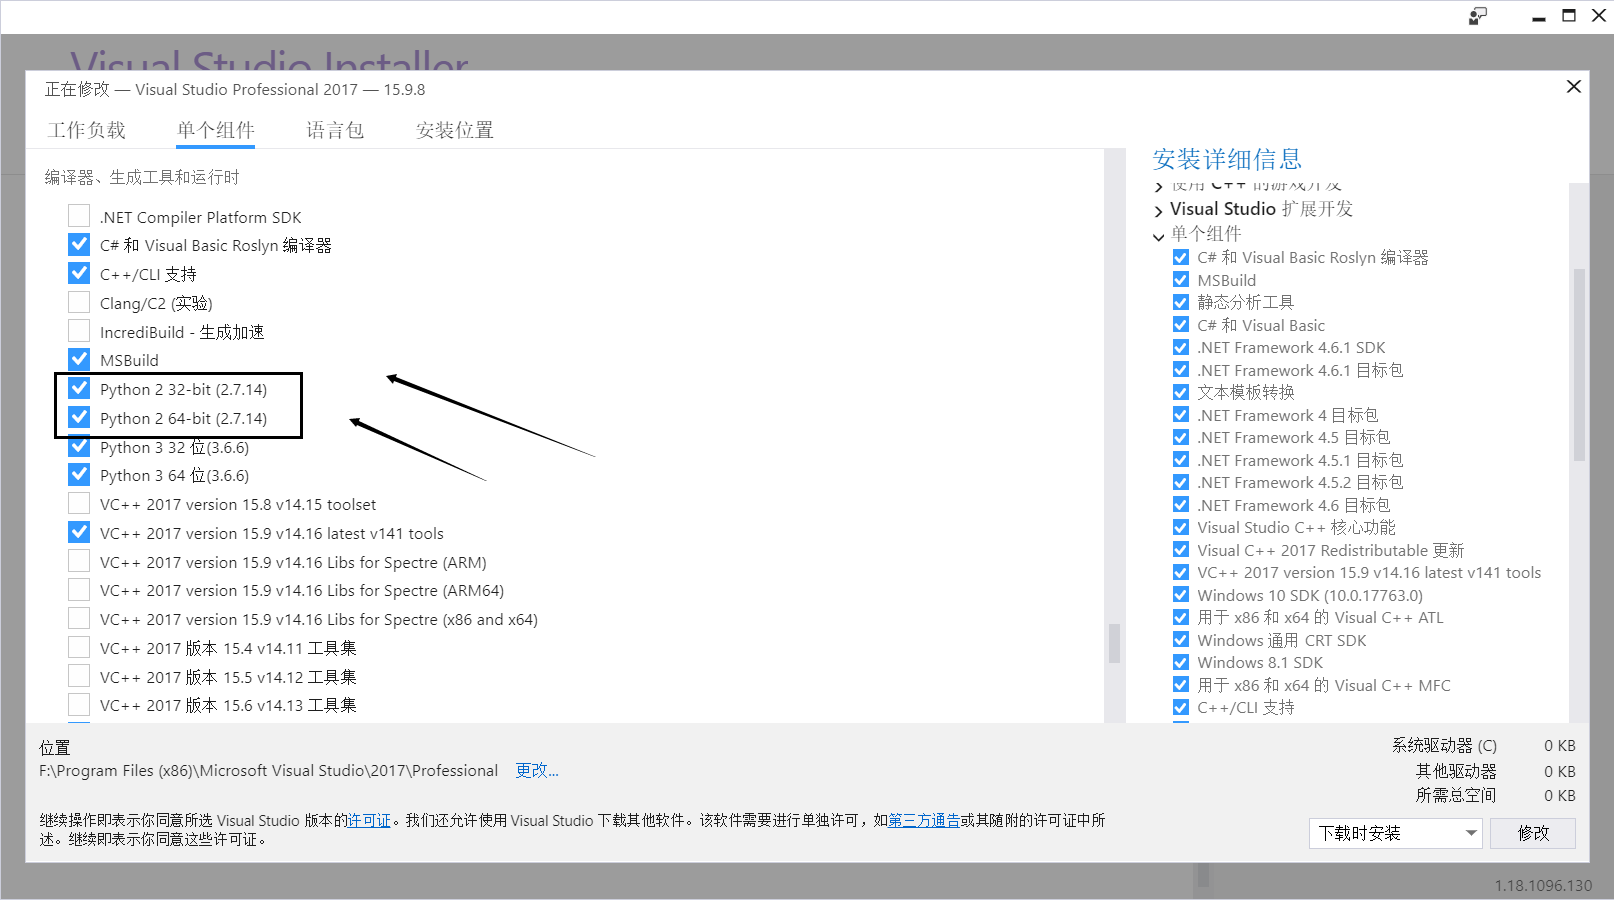 Visual Studio Installer
正在修改 — Visual Studio Professional 2017 — 15.9.8
工作负载 单个组件 语言包 安装位置
编译器、生成工具和运行时
.NET Compiler Platform SDK
C# 和 Visual Basic Roslyn 编译器
C++/CLI 支持
Clang/C2 (实验)
IncrediBuild - 生成加速
MSBuild
Python 2 32-bit (2.7.14)
Python 2 64-bit (2.7.14)
Python 3 32 位(3.6.6)
Python 3 64 位(3.6.6)
VC++ 2017 version 15.8 v14.15 toolset
VC++ 2017 version 15.9 v14.16 latest v141 tools
VC++ 2017 version 15.9 v14.16 Libs for Spectre (ARM)
VC++ 2017 version 15.9 v14.16 Libs for Spectre (ARM64)
VC++ 2017 version 15.9 v14.16 Libs for Spectre (x86 and x64)
VC++ 2017 版本 15.4 v14.11 工具集
VC++ 2017 版本 15.5 v14.12 工具集
VC++ 2017 版本 15.6 v14.13 工具集
安装详细信息
使用 C++ 的游戏开发
Visual Studio 扩展开发
单个组件
C# 和 Visual Basic Roslyn 编译器
MSBuild
静态分析工具
C# 和 Visual Basic
.NET Framework 4.6.1 SDK
.NET Framework 4.6.1 目标包
文本模板转换
.NET Framework 4 目标包
.NET Framework 4.5 目标包
.NET Framework 4.5.1 目标包
.NET Framework 4.5.2 目标包
.NET Framework 4.6 目标包
Visual Studio C++ 核心功能
Visual C++ 2017 Redistributable 更新
VC++ 2017 version 15.9 v14.16 latest v141 tools
Windows 10 SDK (10.0.17763.0)
用于 x86 和 x64 的 Visual C++ ATL
Windows 通用 CRT SDK
Windows 8.1 SDK
用于 x86 和 x64 的 Visual C++ MFC
C++/CLI 支持
位置
F:\Program Files (x86)\Microsoft Visual Studio\2017\Professional 更改...
继续操作即表示你同意所选 Visual Studio 版本的许可证。我们还允许使用 Visual Studio 下载其他软件。该软件需要进行单独许可，如第三方通告或其随附的许可证中所
述。继续即表示你同意这些许可证。
系统驱动器 (C) 0 KB
其他驱动器 0 KB
所需总空间 0 KB
下载时安装 修改
1.18.1096.130